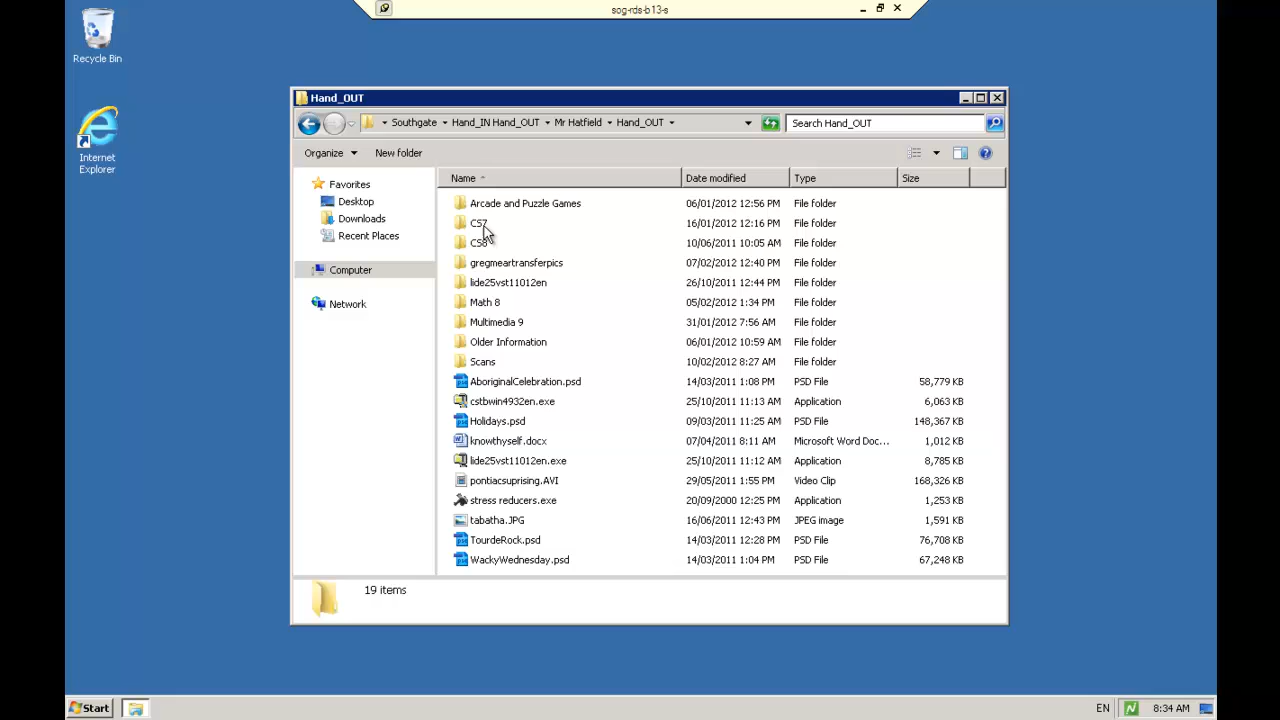 sog-rds-b13-s
Recycle Bin
Internet
Explorer
Hand_OUT
Southgate Hand_IN Hand_OUT Mr Hatfield Hand_OUT
Search Hand_OUT
Organize New folder
Favorites
Desktop
Downloads
Recent Places
Computer
Network
Name Date modified Type Size
Arcade and Puzzle Games 06/01/2012 12:56 PM File folder
CS7 16/01/2012 12:16 PM File folder
CS8 10/06/2011 10:05 AM File folder
gregmeartransferpics 07/02/2012 12:40 PM File folder
lide25vst11012en 26/10/2011 12:44 PM File folder
Math 8 05/02/2012 1:34 PM File folder
Multimedia 9 31/01/2012 7:56 AM File folder
Older Information 06/01/2012 10:59 AM File folder
Scans 10/02/2012 8:27 AM File folder
AboriginalCelebration.psd 14/03/2011 1:08 PM PSD File 58,779 KB
cstbwin4932en.exe 25/10/2011 11:13 AM Application 6,063 KB
Holidays.psd 09/03/2011 11:25 AM PSD File 148,367 KB
knowthyself.docx 07/04/2011 8:11 AM Microsoft Word Doc... 1,012 KB
lide25vst11012en.exe 25/10/2011 11:12 AM Application 8,785 KB
pontiacsuprising.AVI 29/05/2011 1:55 PM Video Clip 168,326 KB
stress reducers.exe 20/09/2000 12:25 PM Application 1,253 KB
tabatha.JPG 16/06/2011 12:43 PM JPEG image 1,591 KB
TourdeRock.psd 14/03/2011 12:28 PM PSD File 76,708 KB
WackyWednesday.psd 14/03/2011 1:04 PM PSD File 67,248 KB
19 items
Start
EN
8:34 AM